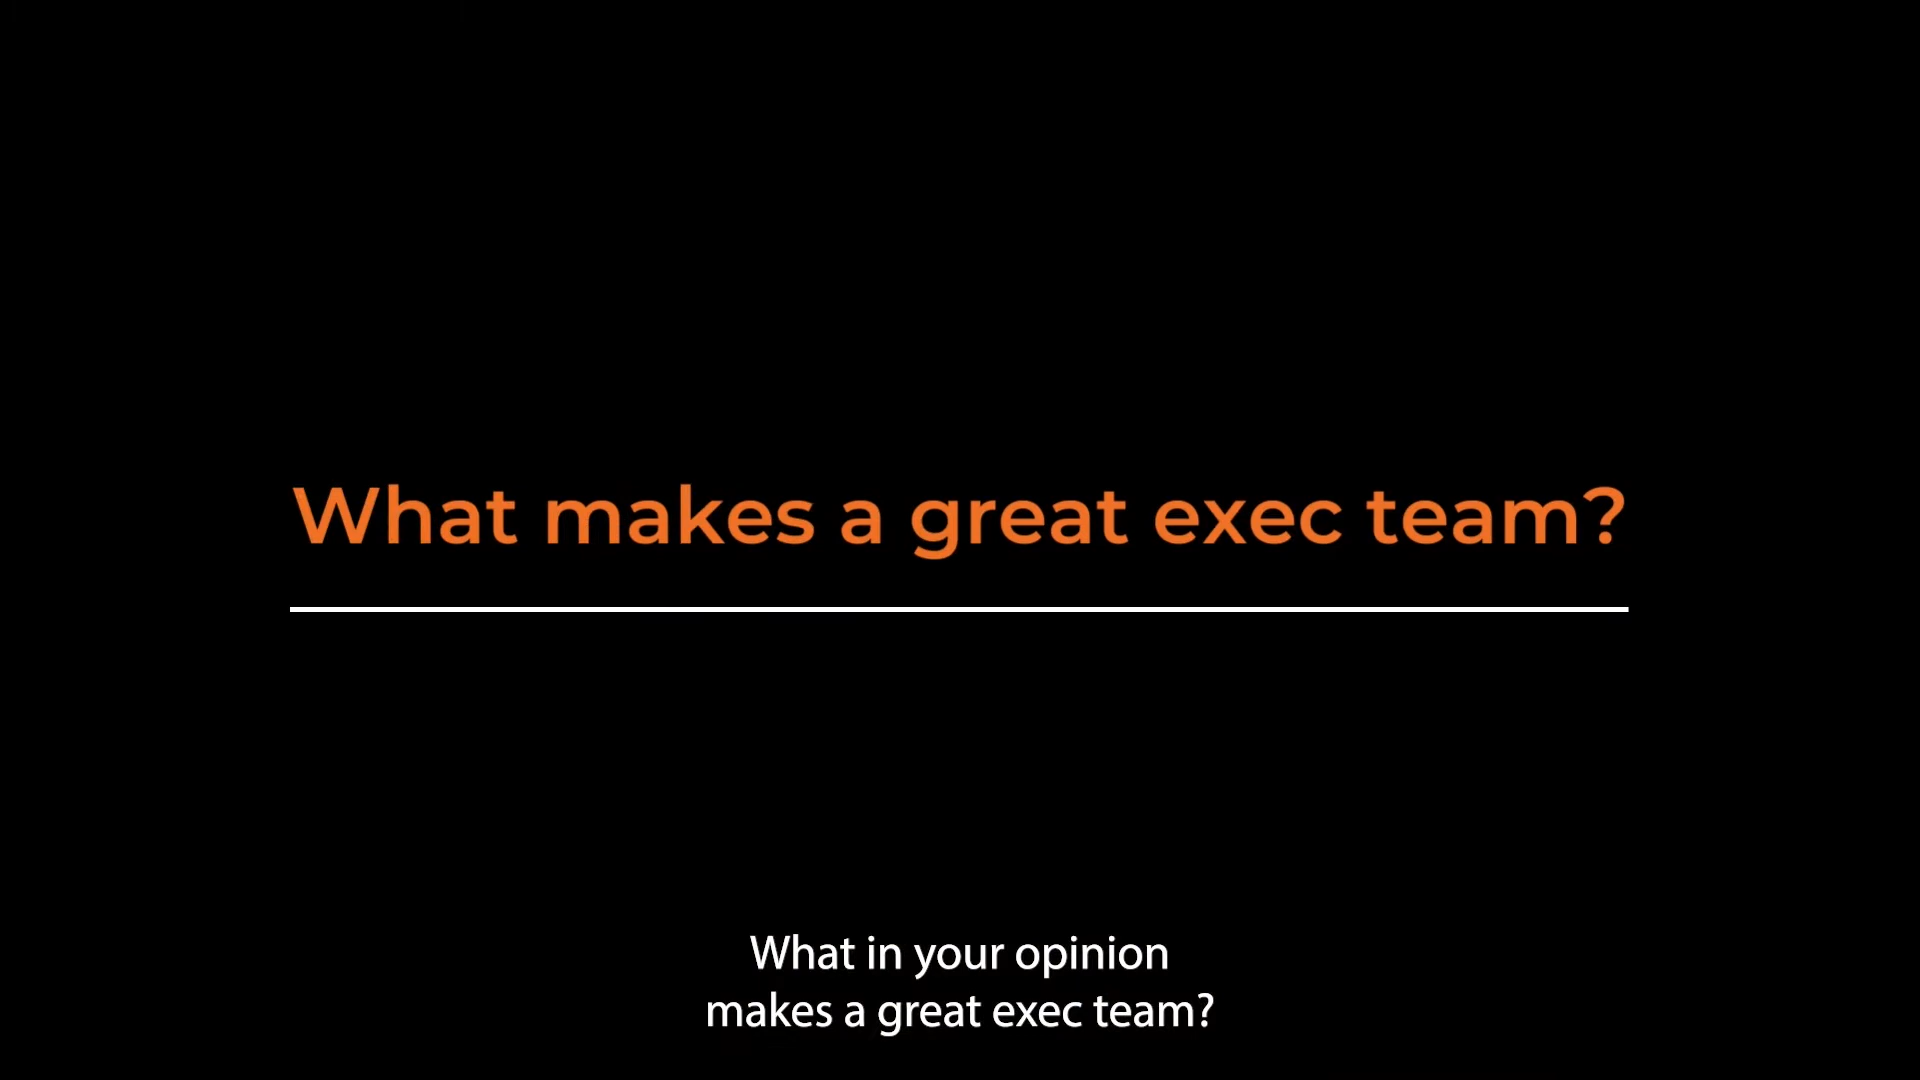 What makes a great exec team?
What in your opinion
makes a great exec team?